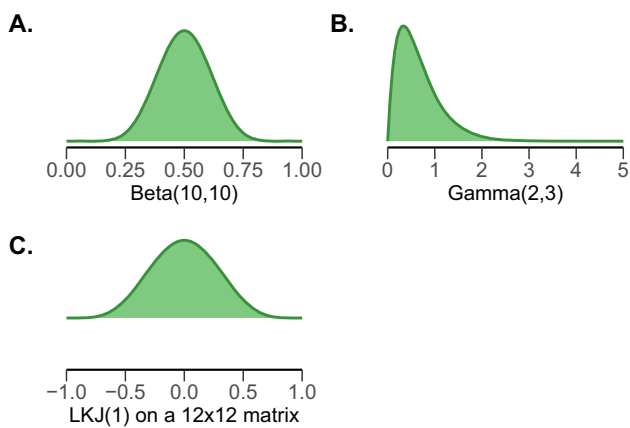 A.
0.00 0.25 0.50 0.75 1.00
Beta(10,10)
B.
0 1 2 3 4 5
Gamma(2,3)
C.
−1.0 −0.5 0.0 0.5 1.0
LKJ(1) on a 12x12 matrix